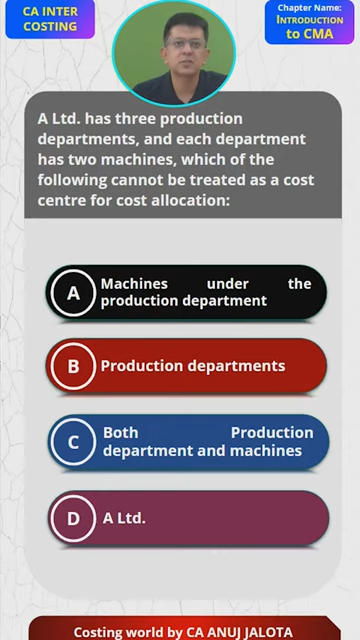 CA INTER
COSTING
Chapter Name:
INTRODUCTION
to CMA
A Ltd. has three production
departments, and each department
has two machines, which of the
following cannot be treated as a cost
centre for cost allocation:
A
Machines under the
production department
B
Production departments
C
Both Production
department and machines
D
A Ltd.
Costing world by CA ANUJ JALOTA